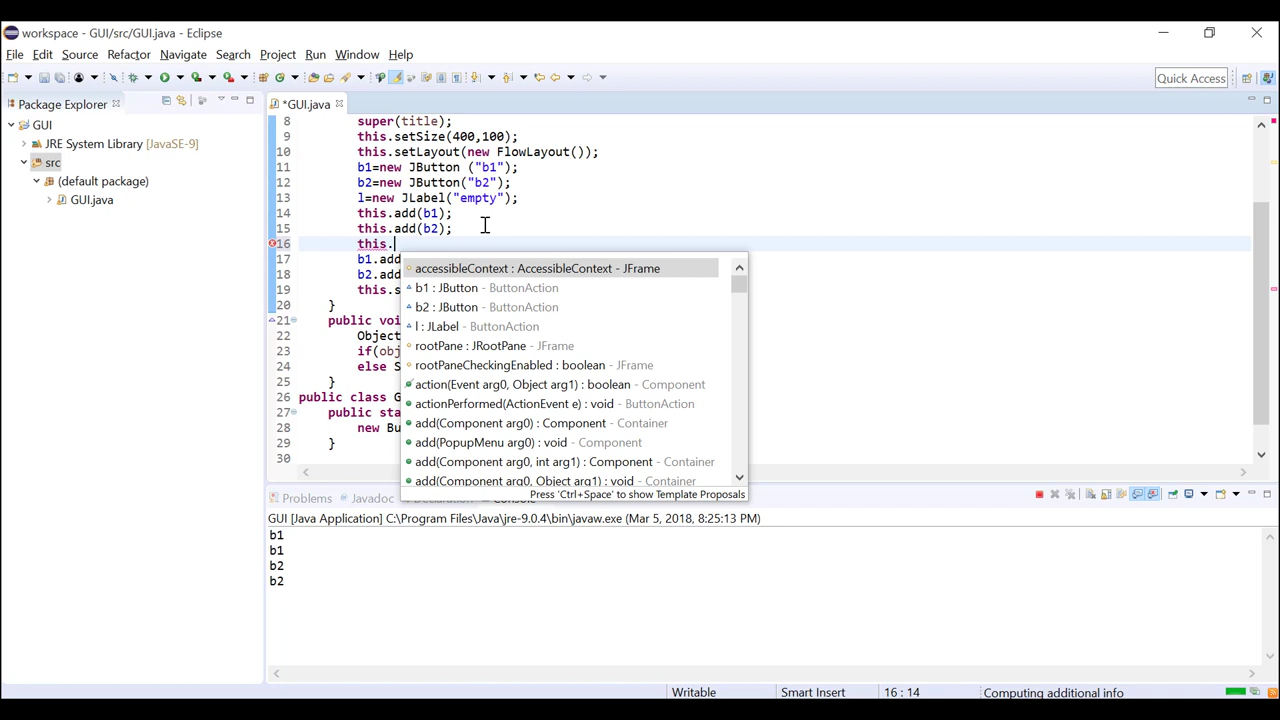 workspace - GUI/src/GUI.java - Eclipse
File Edit Source Refactor Navigate Search Project Run Window Help
Quick Access
Package Explorer
*GUI.java
GUI
JRE System Library [JavaSE-9]
src
(default package)
GUI.java
8 super(title);
9 this.setSize(400,100);
10 this.setLayout(new FlowLayout());
11 b1=new JButton ("b1");
12 b2=new JButton("b2");
13 l=new JLabel("empty");
14 this.add(b1);
15 this.add(b2);
16 this.
17 b1.add
18 b2.add
19 this.s
20 }
21 public voi
22 Object
23 if(obj
24 else S
25 }
26 public class G
27 public sta
28 new Bu
29 }
30
accessibleContext : AccessibleContext - JFrame
b1 : JButton - ButtonAction
b2 : JButton - ButtonAction
l : JLabel - ButtonAction
rootPane : JRootPane - JFrame
rootPaneCheckingEnabled : boolean - JFrame
action(Event arg0, Object arg1) : boolean - Component
actionPerformed(ActionEvent e) : void - ButtonAction
add(Component arg0) : Component - Container
add(PopupMenu arg0) : void - Component
add(Component arg0, int arg1) : Component - Container
add(Component arg0, Object arg1) : void - Container
Press 'Ctrl+Space' to show Template Proposals
Problems Javadoc Declaration Console
GUI [Java Application] C:\Program Files\Java\jre-9.0.4\bin\javaw.exe (Mar 5, 2018, 8:25:13 PM)
b1
b1
b2
b2
Writable Smart Insert 16 : 14 Computing additional info